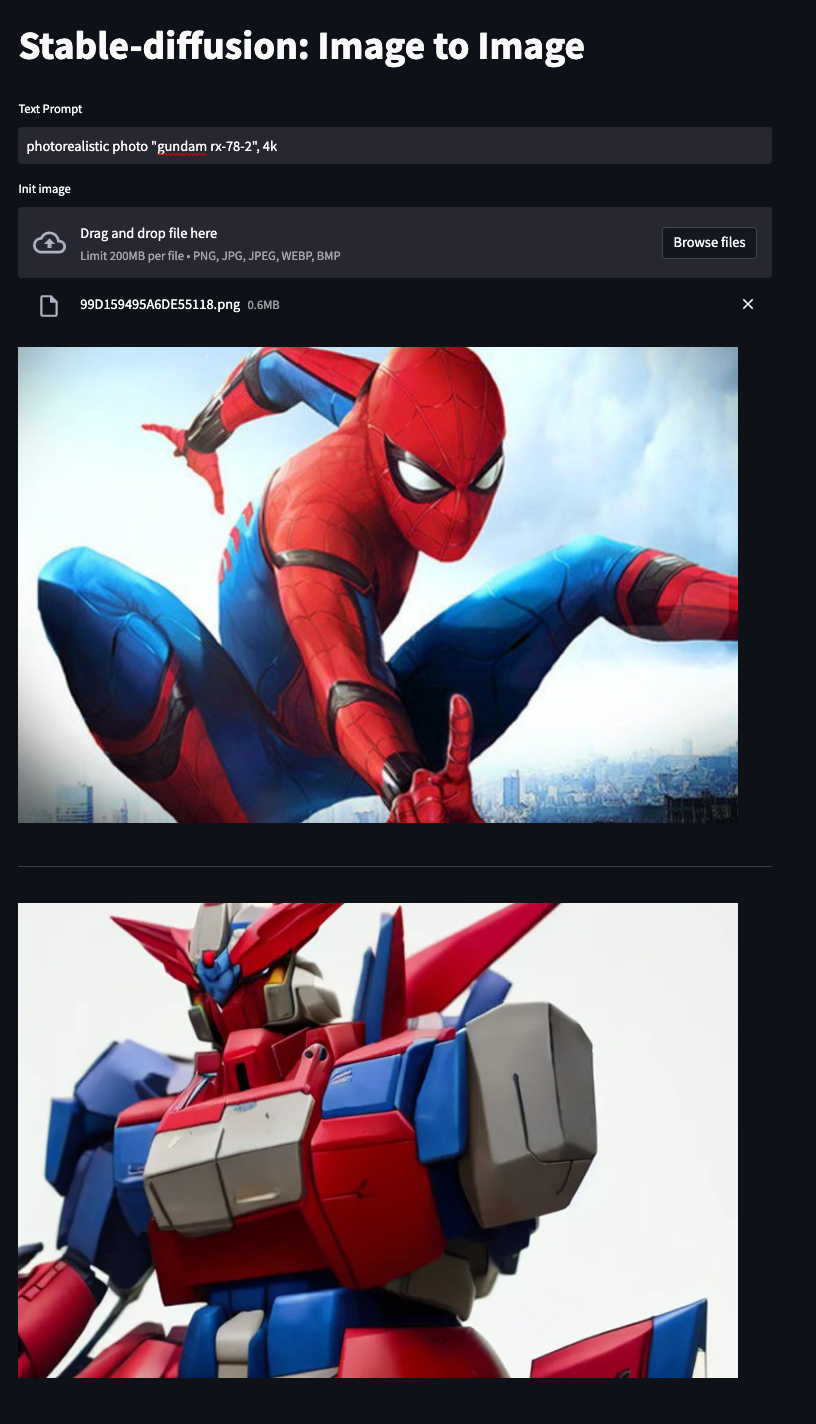 Stable-diffusion: Image to Image
Text Prompt
photorealistic photo "gundam rx-78-2", 4k
Init image
Drag and drop file here
Limit 200MB per file • PNG, JPG, JPEG, WEBP, BMP
Browse files
99D159495A6DE55118.png 0.6MB